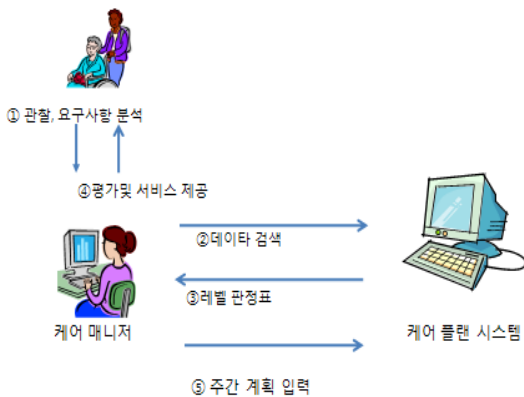 ① 관찰, 요구사항 분석
④평가및 서비스 제공
②데이타 검색
③레벨 판정표
케어 매니저
케어 플랜 시스템
⑤ 주간 계획 입력